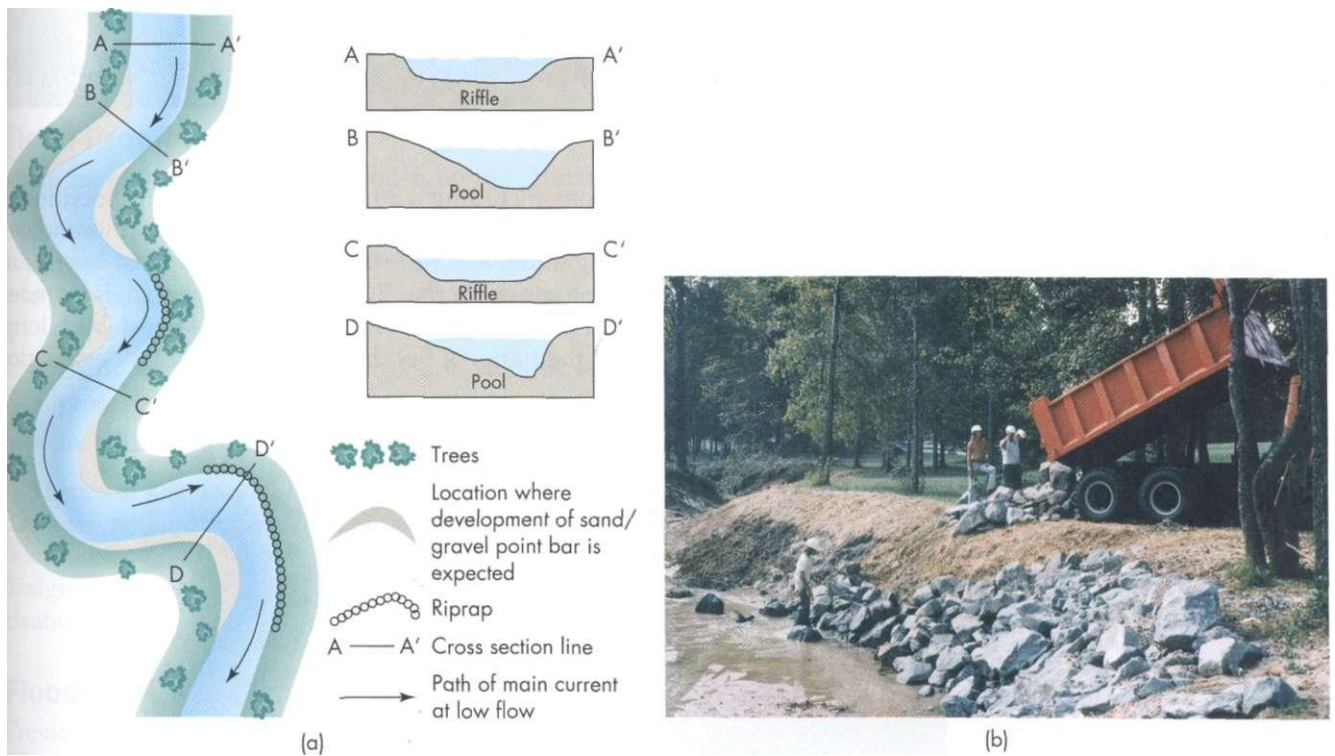 A
A'
B
B'
C
C'
D'
D
A
A'
Riffle
B
B'
Pool
C
C'
Riffle
D
D'
Pool
Trees
Location where
development of sand/
gravel point bar is
expected
Riprap
A
A'
Cross section line
Path of main current
at low flow
(a)
(b)